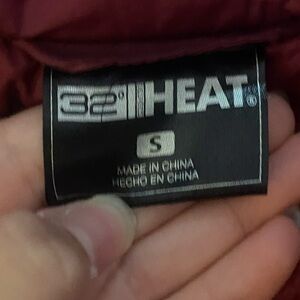 32° HEAT®
S
MADE IN CHINA
HECHO EN CHINA